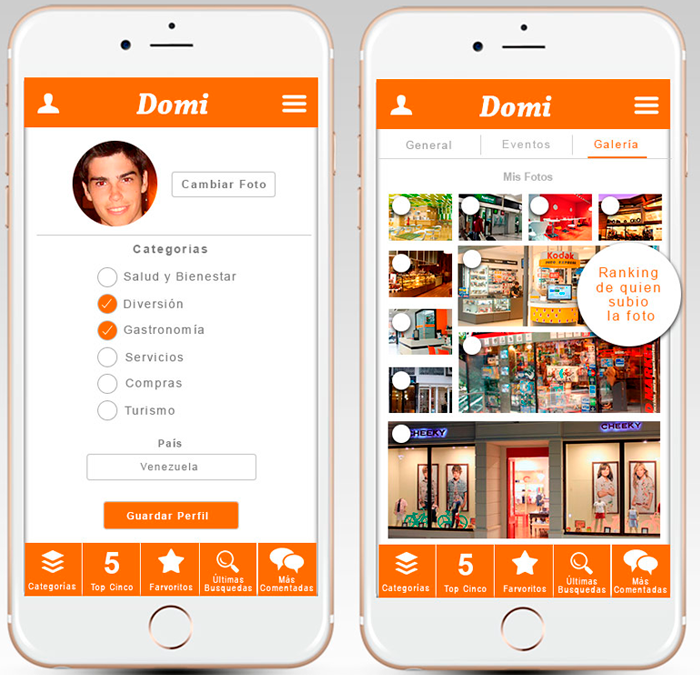 Domi
Cambiar Foto
Categorías
Salud y Bienestar
Diversión
Gastronomía
Servicios
Compras
Turismo
País
Venezuela
Guardar Perfil
Categorías
5
Top Cinco
Farvoritos
Últimas
Busquedas
Más
Comentadas
Domi
General
Eventos
Galería
Mis Fotos
Kodak
Ranking
de quien
subio
la foto
CHEEKY
CHEEKY
Categorías
5
Top Cinco
Favoritos
Últimas
Busquedas
Más
Comentadas